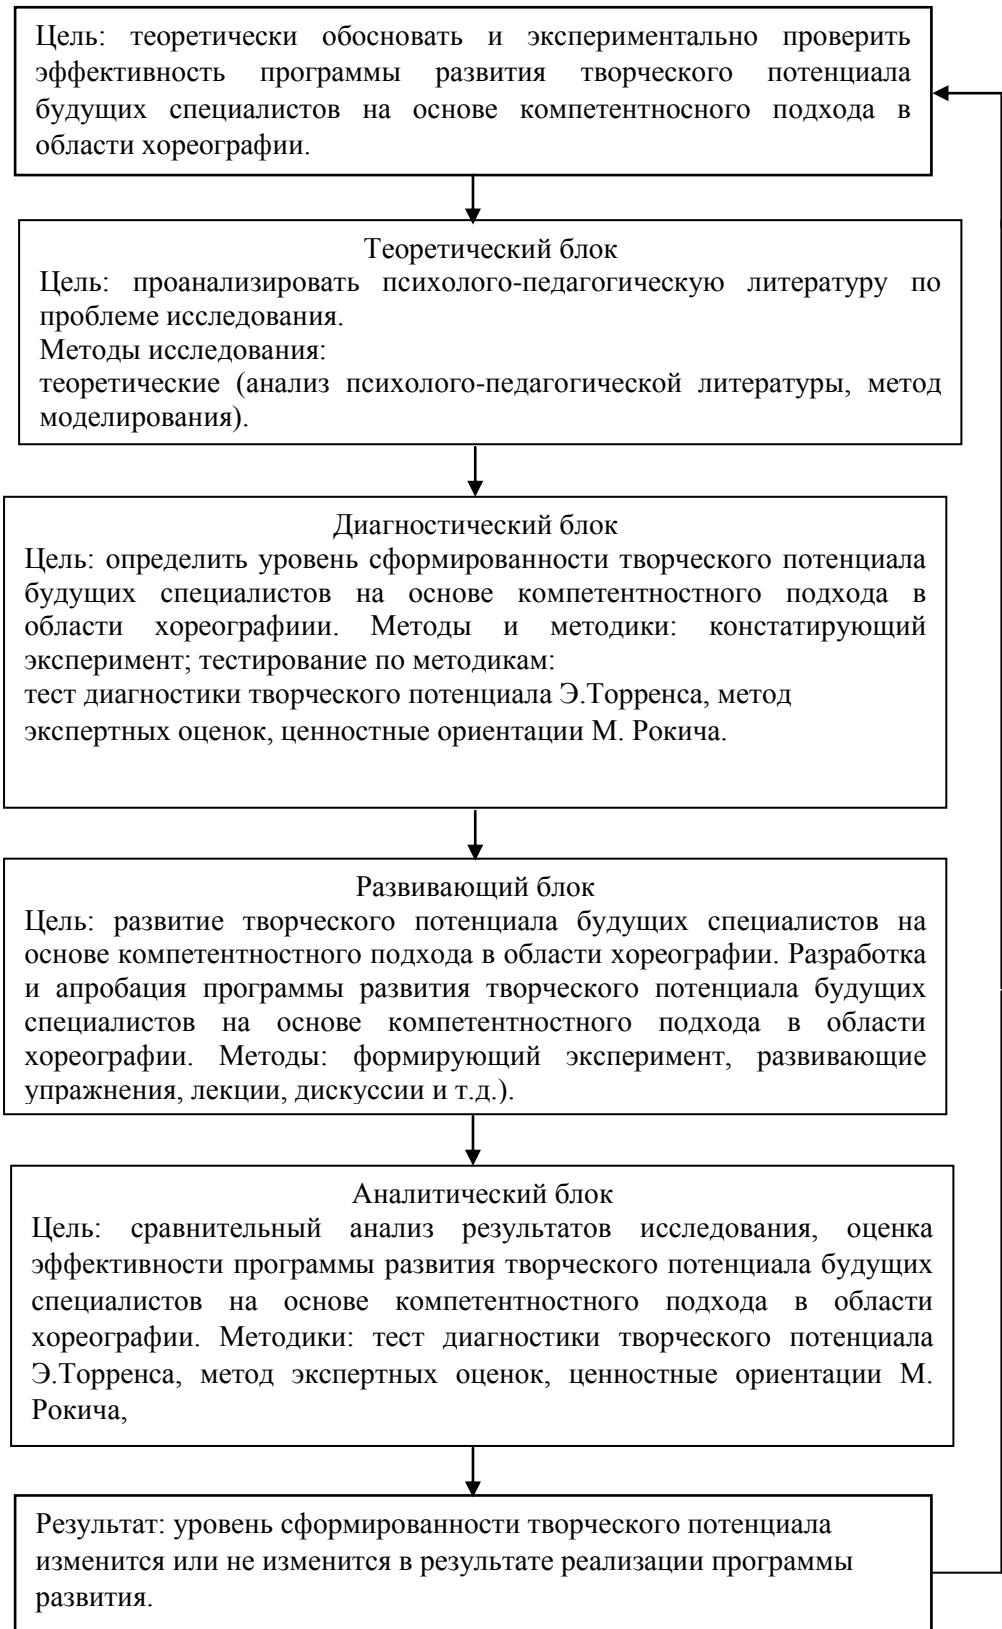 Цель: теоретически обосновать и экспериментально проверить
эффективность программы развития творческого потенциала
будущих специалистов на основе компетентносного подхода в
области хореографии.
Теоретический блок
Цель: проанализировать психолого-педагогическую литературу по
проблеме исследования.
Методы исследования:
теоретические (анализ психолого-педагогической литературы, метод
моделирования).
Диагностический блок
Цель: определить уровень сформированности творческого потенциала
будущих специалистов на основе компетентностного подхода в
области хореографиии. Методы и методики: констатирующий
эксперимент; тестирование по методикам:
тест диагностики творческого потенциала Э.Торренса, метод
экспертных оценок, ценностные ориентации М. Рокича.
Развивающий блок
Цель: развитие творческого потенциала будущих специалистов на
основе компетентностного подхода в области хореографии. Разработка
и апробация программы развития творческого потенциала будущих
специалистов на основе компетентностного подхода в области
хореографии. Методы: формирующий эксперимент, развивающие
упражнения, лекции, дискуссии и т.д.).
Аналитический блок
Цель: сравнительный анализ результатов исследования, оценка
эффективности программы развития творческого потенциала будущих
специалистов на основе компетентностного подхода в области
хореографии. Методики: тест диагностики творческого потенциала
Э.Торренса, метод экспертных оценок, ценностные ориентации М.
Рокича,
Результат: уровень сформированности творческого потенциала
изменится или не изменится в результате реализации программы
развития.